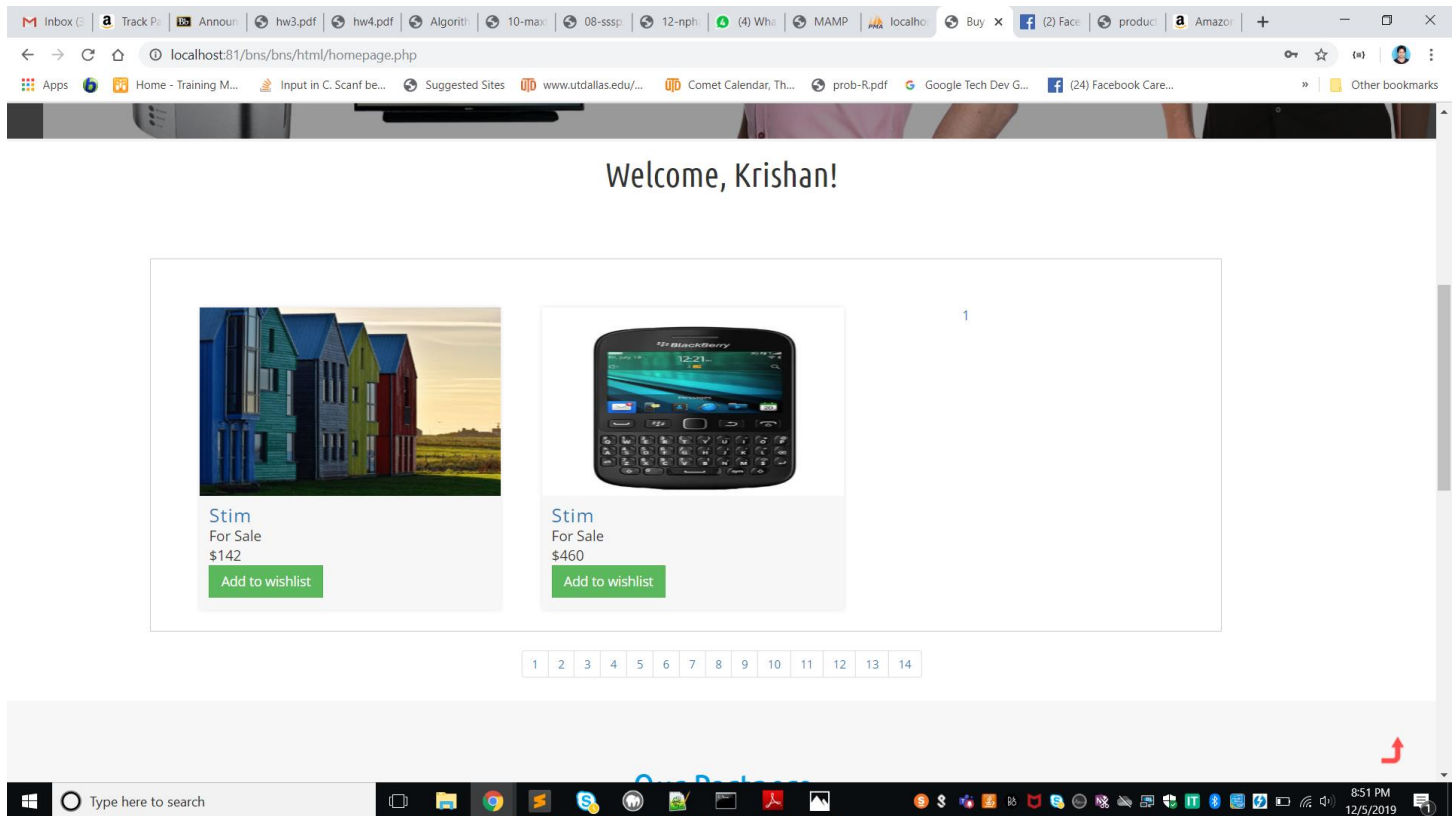 Inbox (3
Track Pa
Announ
hw3.pdf
hw4.pdf
Algorith
10-max
08-sssp.
12-nph
(4) Wha
MAMP
localho
Buy
(2) Face
product
Amazon
localhost:81/bns/bns/html/homepage.php
Apps
Home - Training M...
Input in C. Scanf be...
Suggested Sites
www.utdallas.edu/...
Comet Calendar, Th...
prob-R.pdf
Google Tech Dev G...
(24) Facebook Care...
» Other bookmarks
Welcome, Krishan!
1
BlackBerry
12:21
Stim
For Sale
$142
Add to wishlist
Stim
For Sale
$460
Add to wishlist
1 2 3 4 5 6 7 8 9 10 11 12 13 14
Type here to search
8:51 PM
12/5/2019